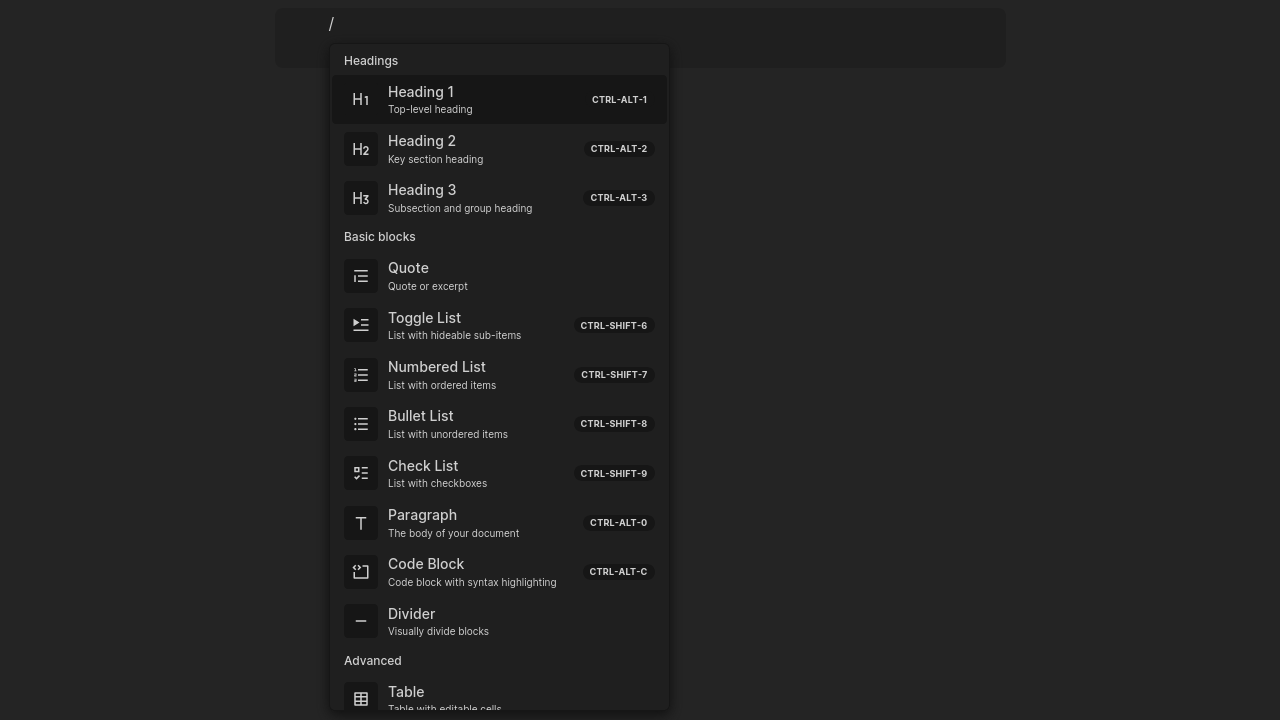 /
Headings
H1 Heading 1 CTRL-ALT-1
Top-level heading
H2 Heading 2 CTRL-ALT-2
Key section heading
H3 Heading 3 CTRL-ALT-3
Subsection and group heading
Basic blocks
Quote
Quote or excerpt
Toggle List CTRL-SHIFT-6
List with hideable sub-items
Numbered List CTRL-SHIFT-7
List with ordered items
Bullet List CTRL-SHIFT-8
List with unordered items
Check List CTRL-SHIFT-9
List with checkboxes
T Paragraph CTRL-ALT-0
The body of your document
Code Block CTRL-ALT-C
Code block with syntax highlighting
Divider
Visually divide blocks
Advanced
Table
Table with editable cells